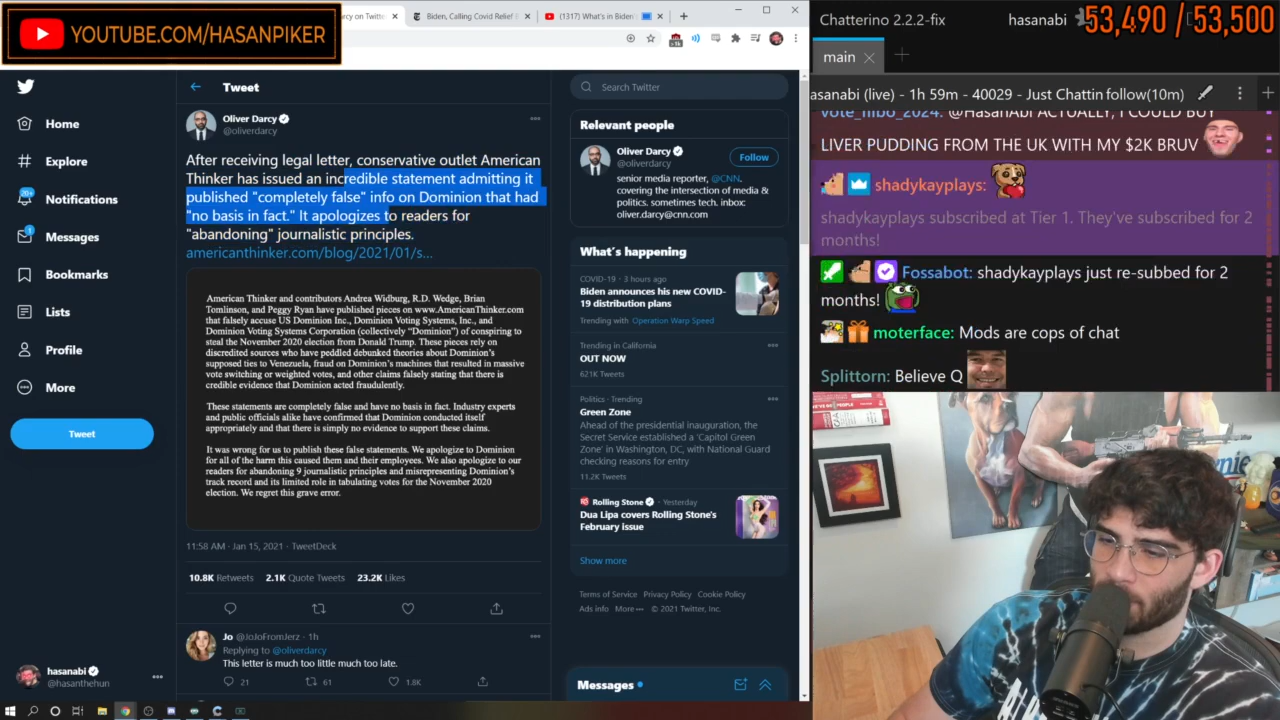 YOUTUBE.COM/HASANPIKER
rcy on Twitte
Biden, Calling Covid Relief
(1317) What's in Biden
Tweet
Search Twitter
Home
Explore
20+
Notifications
1
Messages
Bookmarks
Lists
Profile
More
Tweet
hasanabi
@hasanthehun
Oliver Darcy
@oliverdarcy
After receiving legal letter, conservative outlet American
Thinker has issued an incredible statement admitting it
published "completely false" info on Dominion that had
"no basis in fact." It apologizes to readers for
"abandoning" journalistic principles.
americanthinker.com/blog/2021/01/s...
American Thinker and contributors Andrea Widburg, R.D. Wedge, Brian
Tomlinson, and Peggy Ryan have published pieces on www.AmericanThinker.com
that falsely accuse US Dominion Inc., Dominion Voting Systems, Inc., and
Dominion Voting Systems Corporation (collectively "Dominion") of conspiring to
steal the November 2020 election from Donald Trump. These pieces rely on
discredited sources who have peddled debunked theories about Dominion's
supposed ties to Venezuela, fraud on Dominion's machines that resulted in massive
vote switching or weighted votes, and other claims falsely stating that there is
credible evidence that Dominion acted fraudulently.
These statements are completely false and have no basis in fact. Industry experts
and public officials alike have confirmed that Dominion conducted itself
appropriately and that there is simply no evidence to support these claims.
It was wrong for us to publish these false statements. We apologize to Dominion
for all of the harm this caused them and their employees. We also apologize to our
readers for abandoning 9 journalistic principles and misrepresenting Dominion's
track record and its limited role in tabulating votes for the November 2020
election. We regret this grave error.
11:58 AM · Jan 15, 2021 · TweetDeck
10.8K Retweets 2.1K Quote Tweets 23.2K Likes
Jo @JoJoFromJerz · 1h
Replying to @oliverdarcy
This letter is much too little much too late.
21 61 1.8K
Relevant people
Oliver Darcy
@oliverdarcy
Follow
senior media reporter, @CNN.
covering the intersection of media &
politics. sometimes tech. inbox:
oliver.darcy@cnn.com
What's happening
COVID-19 · 3 hours ago
Biden announces his new COVID-
19 distribution plans
Trending with Operation Warp Speed
Trending in California
OUT NOW
621K Tweets
Politics · Trending
Green Zone
Ahead of the presidential inauguration, the
Secret Service established a 'Capitol Green
Zone' in Washington, DC, with National Guard
checking reasons for entry
11.2K Tweets
Rolling Stone · Yesterday
Dua Lipa covers Rolling Stone's
February issue
Show more
Terms of Service Privacy Policy Cookie Policy
Ads info More © 2021 Twitter, Inc.
Messages
Chatterino 2.2.2-fix
hasanabi
53,490 / 53,500
main
asanabi (live) - 1h 59m - 40029 - Just Chattin follow(10m)
vote_nibo_2024: @HasanAbi ACTUALLY, I COULD BUY
LIVER PUDDING FROM THE UK WITH MY $2K BRUV
shadykayplays:
shadykayplays subscribed at Tier 1. They've subscribed for 2
months!
Fossabot: shadykayplays just re-subbed for 2
months!
moterface: Mods are cops of chat
Splittorn: Believe Q